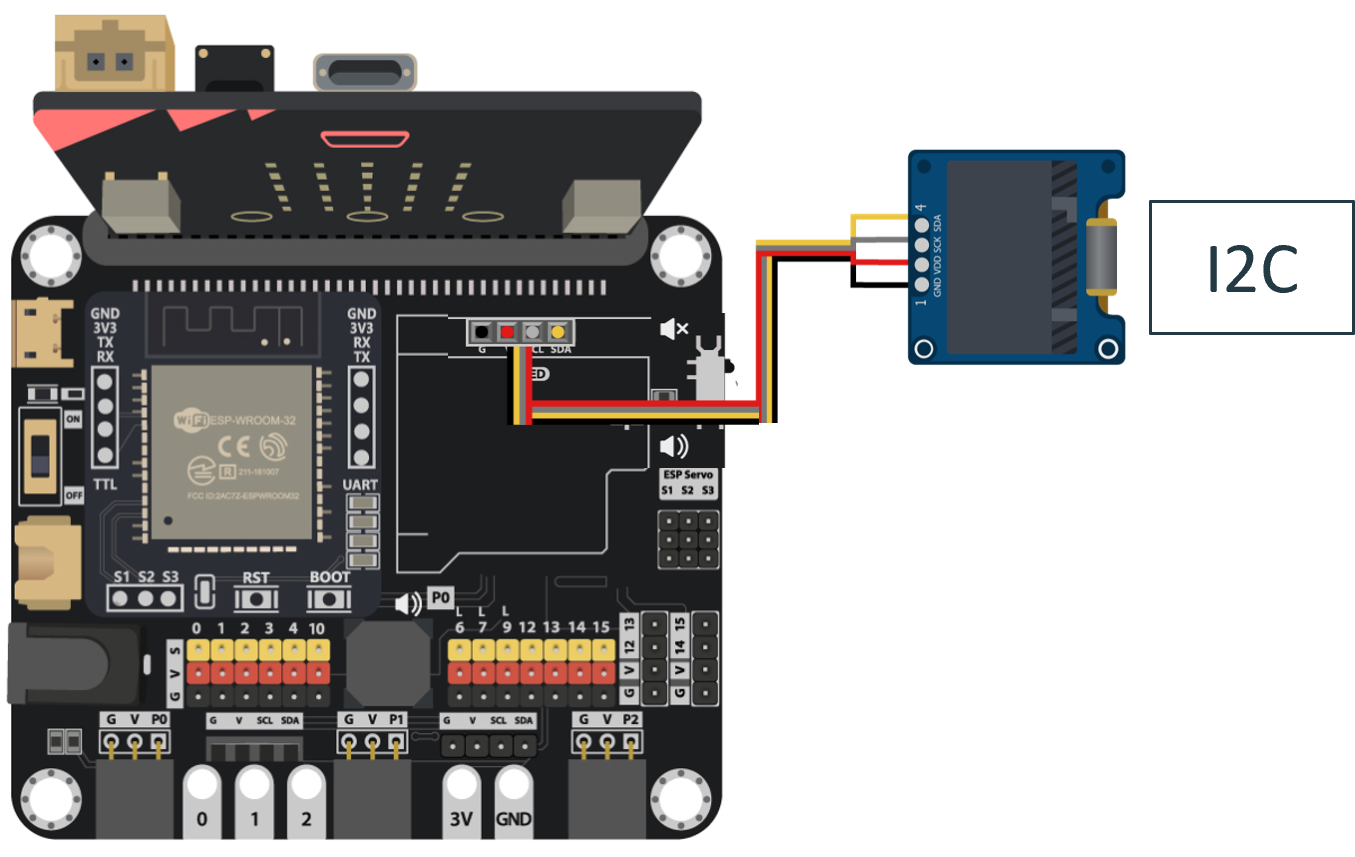 I2C
4
SDA
SCK
VDD
GND
1
GND
3V3
TX
RX
TTL
ON
OFF
GND
3V3
RX
TX
UART
WiFi ESP-WROOM-32
CE
R 211-161007
FCC ID:2AC7Z-ESPWROOM32
S1 S2 S3
RST
BOOT
G CL SDA
ED
ESP Servo
S1 S2 S3
P0
0 1 2 3 4 10
S
V
G
L L L
6 7 9 12 13 14 15
13
12
V
G
15
14
V
G
G V P0
G V SCL SDA
G V P1
G V SCL SDA
G V P2
0
1
2
3V
GND